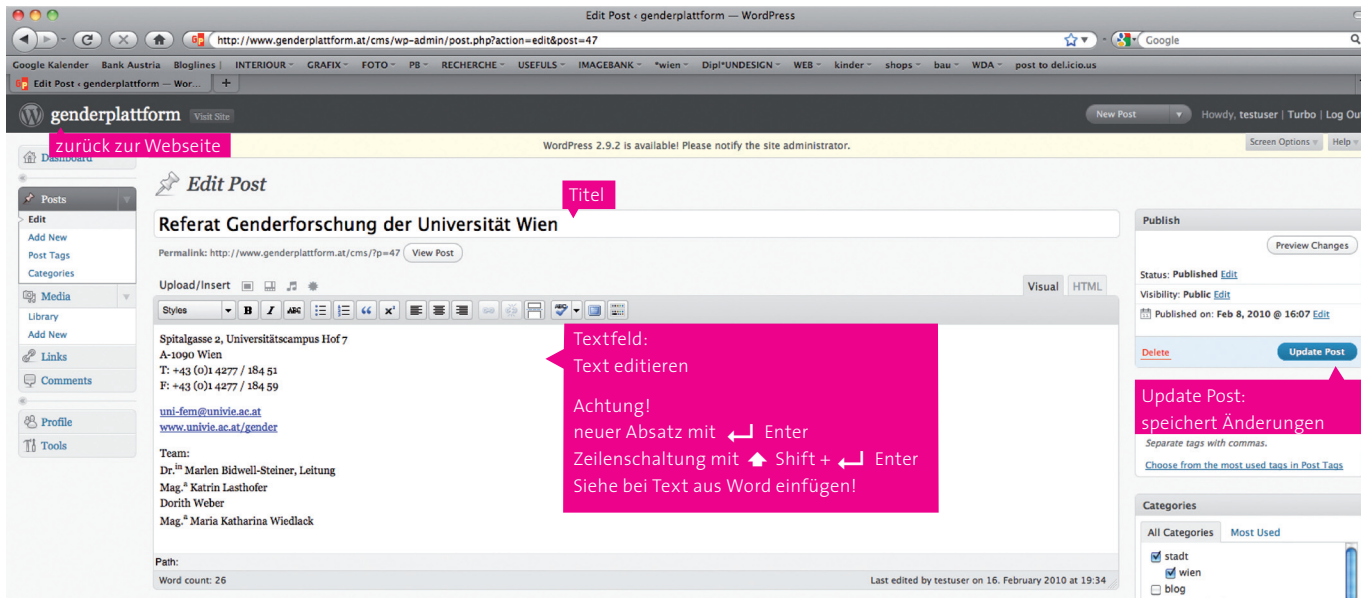 Edit Post ‹ genderplattform — WordPress
http://www.genderplattform.at/cms/wp-admin/post.php?action=edit&post=47
Google
Google Kalender Bank Austria Bloglines | INTERIOUR GRAFIX FOTO PB RECHERCHE USEFULS IMAGEBANK *wien Dipl*UNDESIGN WEB kinder shops bau WDA post to del.icio.us
Edit Post ‹ genderplattform — Wor... +
genderplattform Visit Site
New Post
Howdy, testuser | Turbo | Log Out
zurück zur Webseite
WordPress 2.9.2 is available! Please notify the site administrator.
Screen Options Help
Dashboard
Posts
Edit
Add New
Post Tags
Categories
Media
Library
Add New
Links
Comments
Profile
Tools
Edit Post
Titel
Referat Genderforschung der Universität Wien
Permalink: http://www.genderplattform.at/cms/?p=47 View Post
Upload/Insert
Visual HTML
Styles B I ABC
Spitalgasse 2, Universitätscampus Hof 7
A-1090 Wien
T: +43 (0)1 4277 / 184 51
F: +43 (0)1 4277 / 184 59
uni-fem@univie.ac.at
www.univie.ac.at/gender
Team:
Dr.in Marlen Bidwell-Steiner, Leitung
Mag.a Katrin Lasthofer
Dorith Weber
Mag.a Maria Katharina Wiedlack
Path:
Word count: 26
Last edited by testuser on 16. February 2010 at 19:34
Textfeld:
Text editieren
Achtung!
neuer Absatz mit Enter
Zeilenschaltung mit Shift + Enter
Siehe bei Text aus Word einfügen!
Publish
Preview Changes
Status: Published Edit
Visibility: Public Edit
Published on: Feb 8, 2010 @ 16:07 Edit
Delete
Update Post
Update Post:
speichert Änderungen
Separate tags with commas.
Choose from the most used tags in Post Tags
Categories
All Categories Most Used
stadt
wien
blog